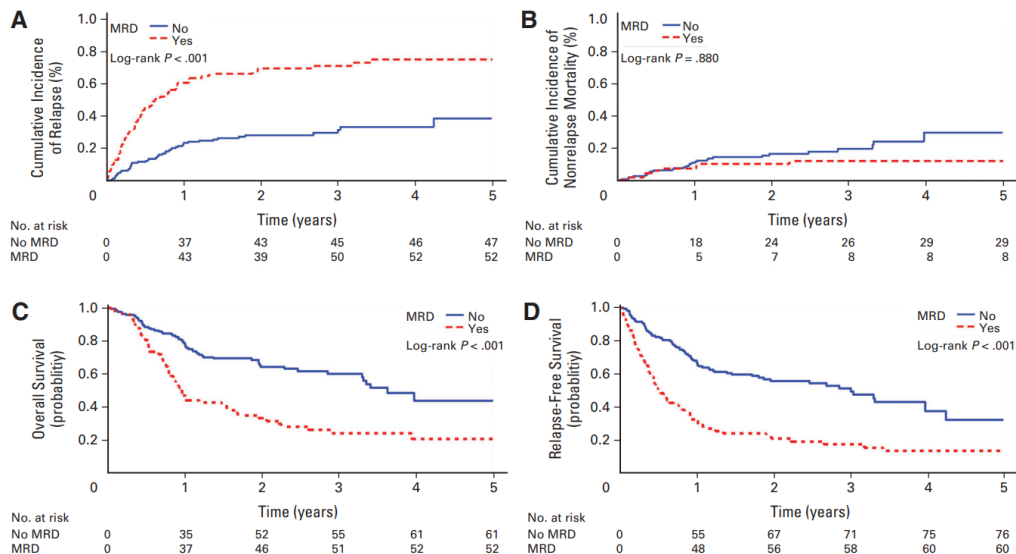 A
Cumulative Incidence
of Relapse (%)
1.0
0.8
0.6
0.4
0.2
0
MRD
No
Yes
Log-rank P < .001
1 2 3 4 5
Time (years)
No. at risk
No MRD 0 37 43 45 46 47
MRD 0 43 39 50 52 52
B
Cumulative Incidence of
Nonrelapse Mortality (%)
1.0
0.8
0.6
0.4
0.2
0
MRD
No
Yes
Log-rank P = .880
1 2 3 4 5
Time (years)
No. at risk
No MRD 0 18 24 26 29 29
MRD 0 5 7 8 8 8
C
Overall Survival
(probablitiy)
1.0
0.8
0.6
0.4
0.2
0
MRD
No
Yes
Log-rank P < .001
1 2 3 4 5
Time (years)
No. at risk
No MRD 0 35 52 55 61 61
MRD 0 37 46 51 52 52
D
Relapse-Free Survival
(probability)
1.0
0.8
0.6
0.4
0.2
0
MRD
No
Yes
Log-rank P < .001
1 2 3 4 5
Time (years)
No. at risk
No MRD 0 55 67 71 75 76
MRD 0 48 56 58 60 60